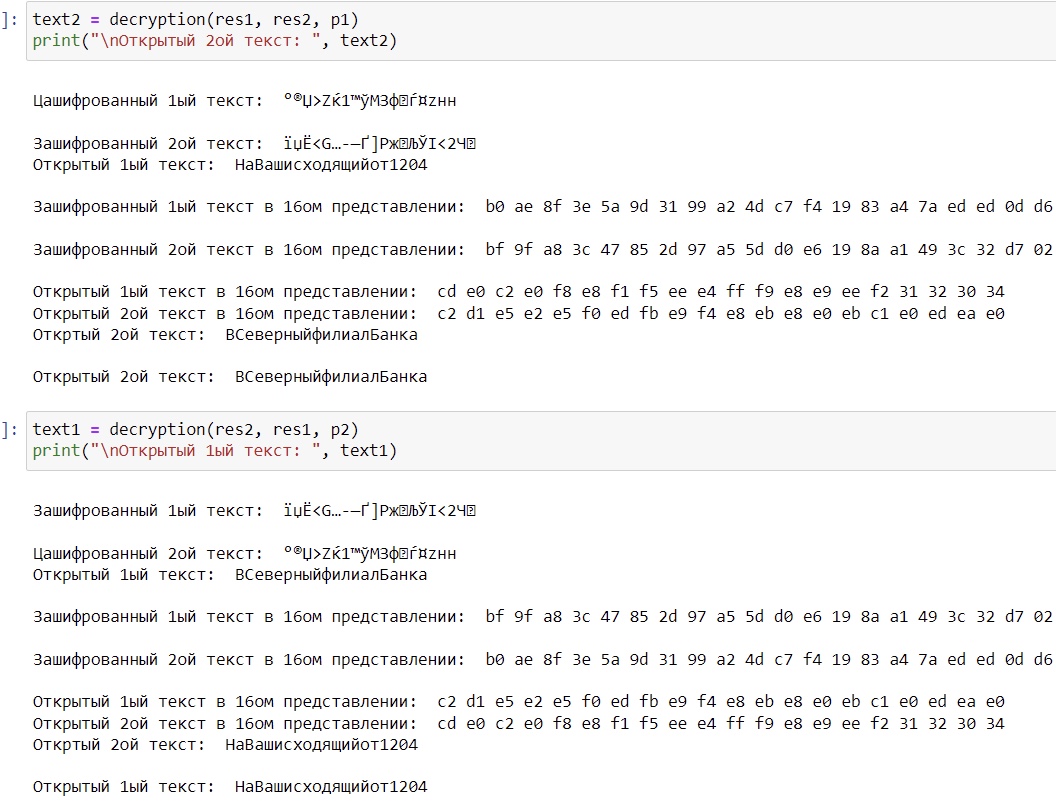 ]: text2 = decryption(res1, res2, p1)
print("\nОткрытый 2ой текст: ", text2)
Цашифрованный 1ый текст:  °®Џ>Zќ1™ўМЗф�ѓ¤zнн
Зашифрованный 2ой текст:  їџЁ<G…-—Ґ]Рж�ЉЎI<2Ч�
Открытый 1ый текст:  НаВашисходящийот1204
Зашифрованный 1ый текст в 16ом представлении:  b0 ae 8f 3e 5a 9d 31 99 a2 4d c7 f4 19 83 a4 7a ed ed 0d d6
Зашифрованный 2ой текст в 16ом представлении:  bf 9f a8 3c 47 85 2d 97 a5 5d d0 e6 19 8a a1 49 3c 32 d7 02
Открытый 1ый текст в 16ом представлении:  cd e0 c2 e0 f8 e8 f1 f5 ee e4 ff f9 e8 e9 ee f2 31 32 30 34
Открытый 2ой текст в 16ом представлении:  c2 d1 e5 e2 e5 f0 ed fb e9 f4 e8 eb e8 e0 eb c1 e0 ed ea e0
Откртый 2ой текст:  ВСеверныйфилиалБанка
Открытый 2ой текст:  ВСеверныйфилиалБанка
]: text1 = decryption(res2, res1, p2)
print("\nОткрытый 1ый текст: ", text1)
Зашифрованный 1ый текст:  їџЁ<G…-—Ґ]Рж�ЉЎI<2Ч�
Цашифрованный 2ой текст:  °®Џ>Zќ1™ўМЗф�ѓ¤zнн
Открытый 1ый текст:  ВСеверныйфилиалБанка
Зашифрованный 1ый текст в 16ом представлении:  bf 9f a8 3c 47 85 2d 97 a5 5d d0 e6 19 8a a1 49 3c 32 d7 02
Зашифрованный 2ой текст в 16ом представлении:  b0 ae 8f 3e 5a 9d 31 99 a2 4d c7 f4 19 83 a4 7a ed ed 0d d6
Открытый 1ый текст в 16ом представлении:  c2 d1 e5 e2 e5 f0 ed fb e9 f4 e8 eb e8 e0 eb c1 e0 ed ea e0
Открытый 2ой текст в 16ом представлении:  cd e0 c2 e0 f8 e8 f1 f5 ee e4 ff f9 e8 e9 ee f2 31 32 30 34
Откртый 2ой текст:  НаВашисходящийот1204
Открытый 1ый текст:  НаВашисходящийот1204